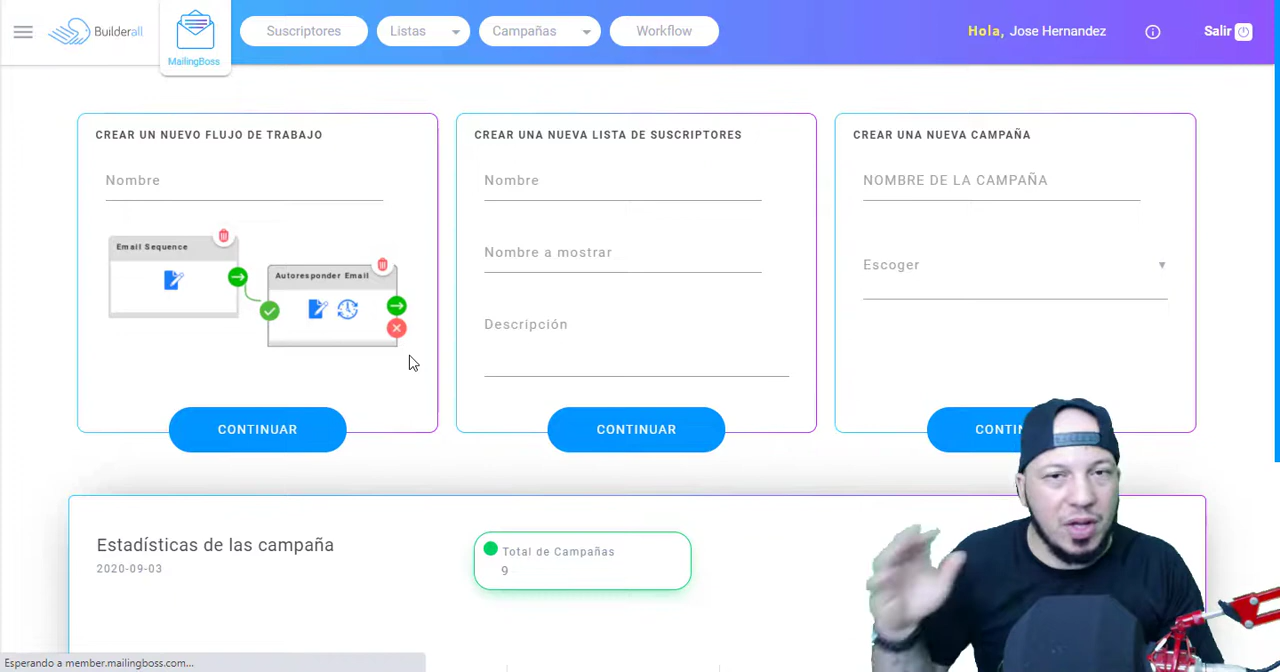 Builderall
MailingBoss
Suscriptores
Listas
Campañas
Workflow
Hola, Jose Hernandez
Salir
CREAR UN NUEVO FLUJO DE TRABAJO
Nombre
Email Sequence
Autoresponder Email
CONTINUAR
CREAR UNA NUEVA LISTA DE SUSCRIPTORES
Nombre
Nombre a mostrar
Descripción
CONTINUAR
CREAR UNA NUEVA CAMPAÑA
NOMBRE DE LA CAMPAÑA
Escoger
CONTIN
Estadísticas de las campaña
2020-09-03
Total de Campañas
9
Esperando a member.mailingboss.com...